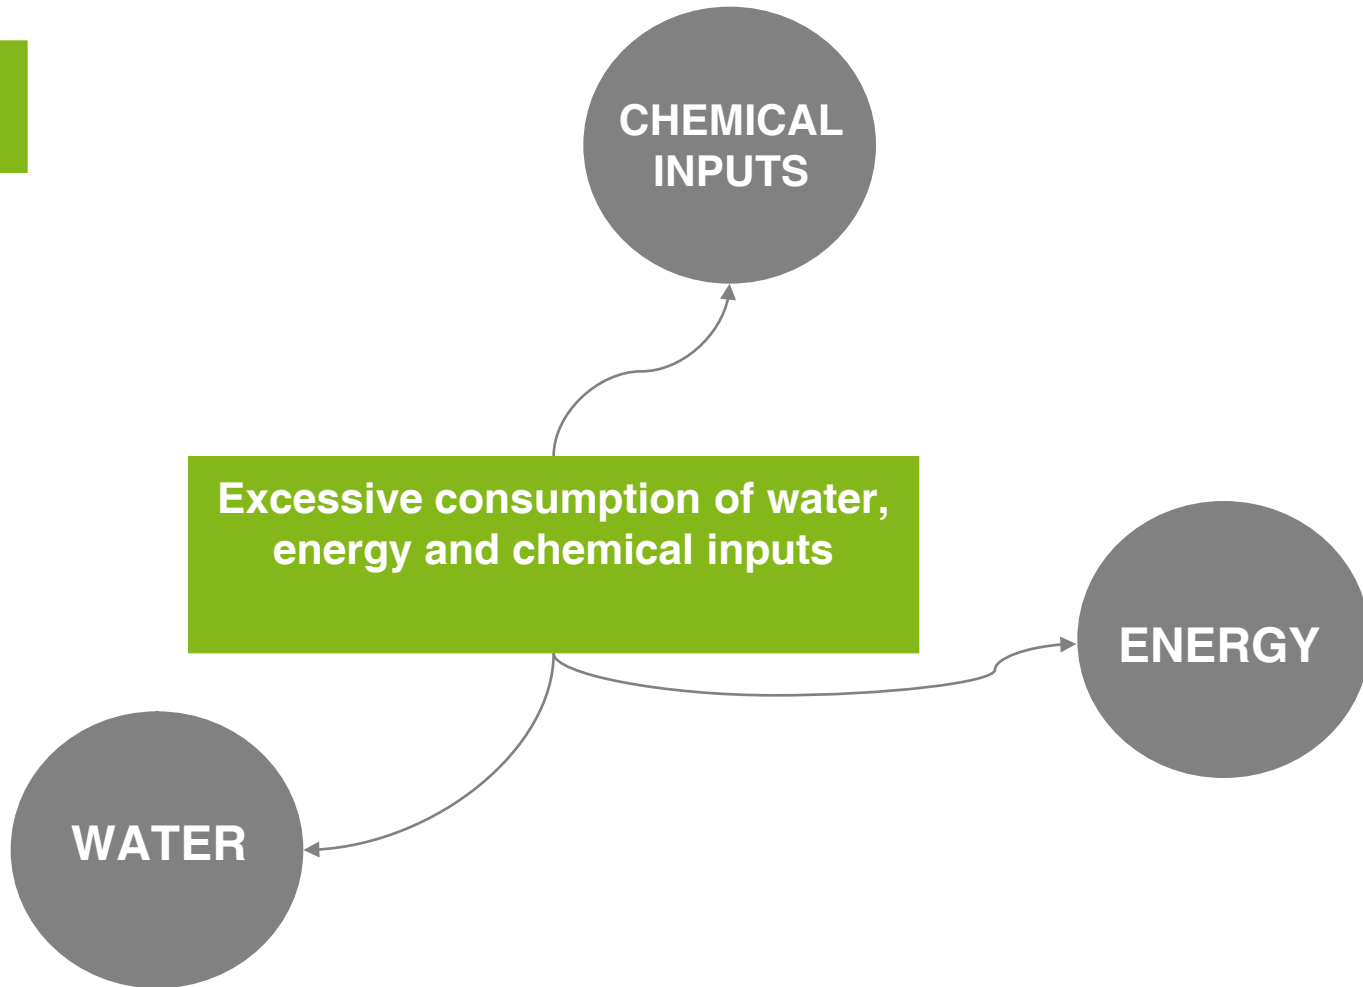 CHEMICAL
INPUTS
Excessive consumption of water,
energy and chemical inputs
ENERGY
WATER